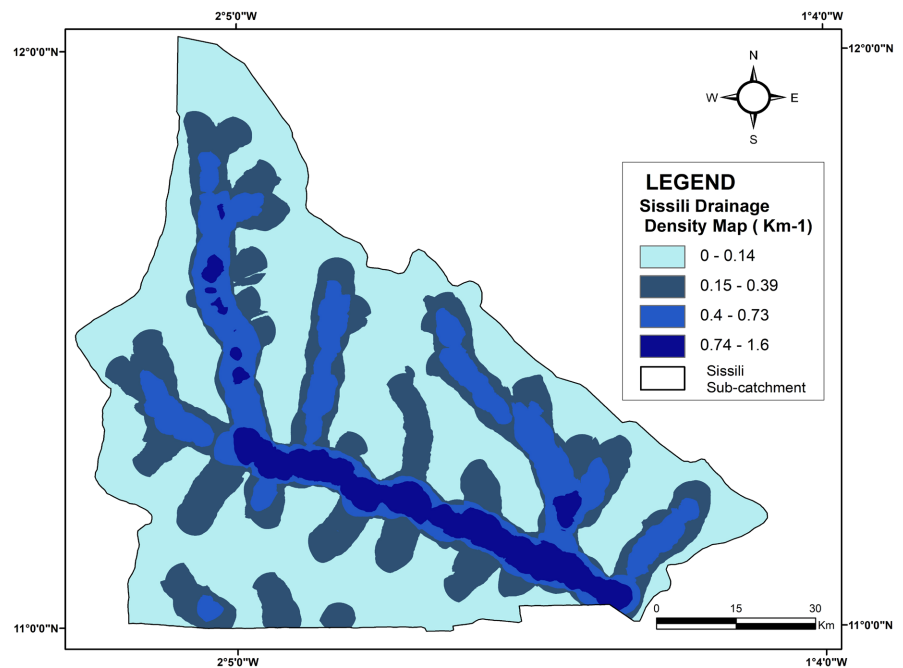 2°5'0"W
1°4'0"W
12°0'0"N
12°0'0"N
N
W
E
S
LEGEND
Sissili Drainage
Density Map ( Km-1)
0 - 0.14
0.15 - 0.39
0.4 - 0.73
0.74 - 1.6
Sissili
Sub-catchment
0
15
30
Km
11°0'0"N
11°0'0"N
2°5'0"W
1°4'0"W